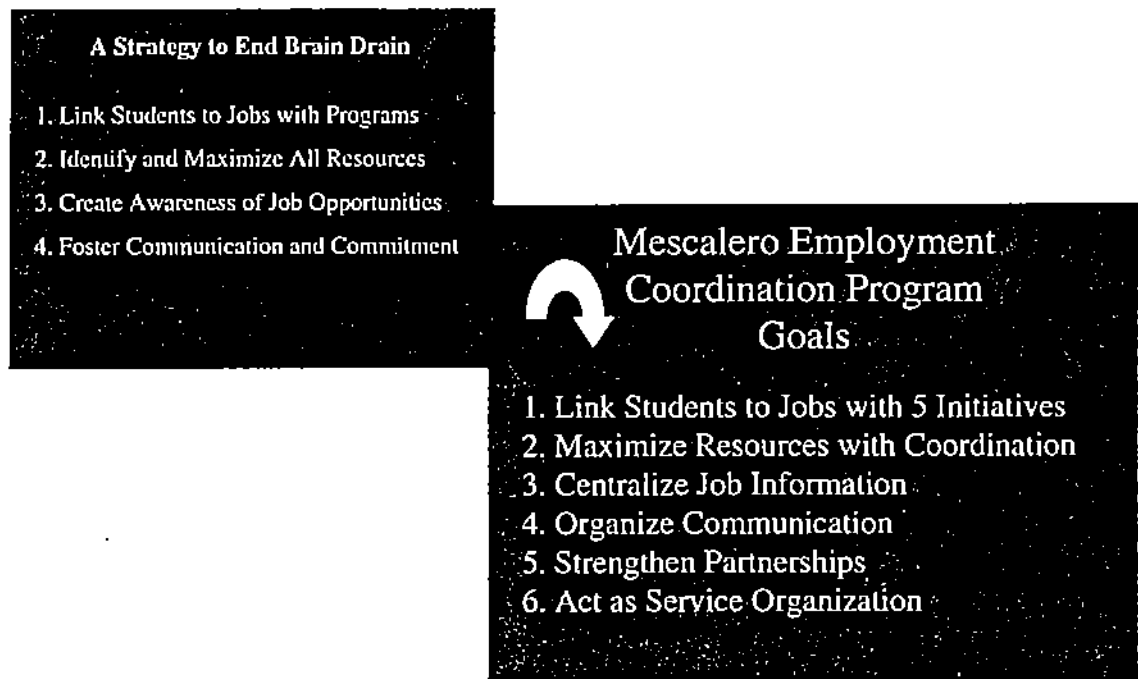 A Strategy to End Brain Drain
1. Link Students to Jobs with Programs
2. Identify and Maximize All Resources
3. Create Awareness of Job Opportunities
4. Foster Communication and Commitment
Mescalero Employment
Coordination Program
Goals
1. Link Students to Jobs with 5 Initiatives
2. Maximize Resources with Coordination
3. Centralize Job Information
4. Organize Communication
5. Strengthen Partnerships
6. Act as Service Organization